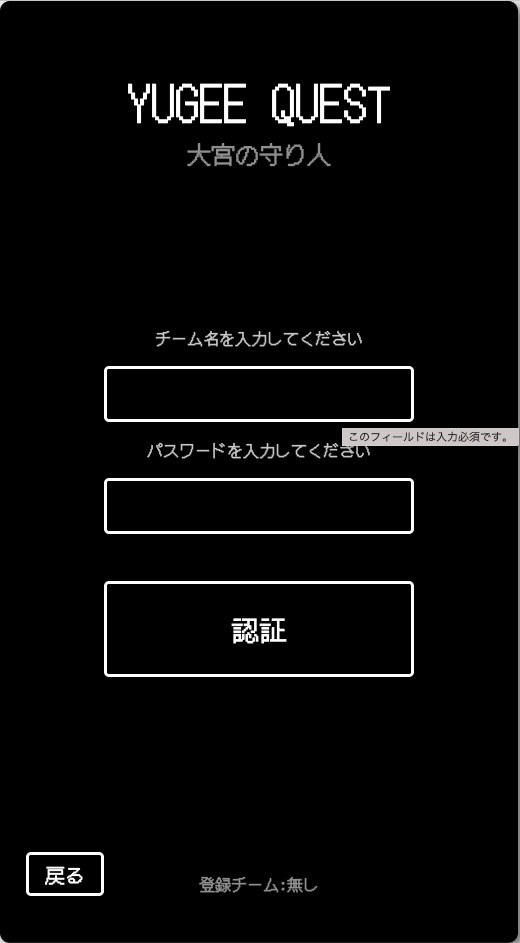 YUGEE QUEST
大宮の守り人
チーム名を入力してください
このフィールドは入力必須です。
パスワードを入力してください
認証
戻る
登録チーム:無し